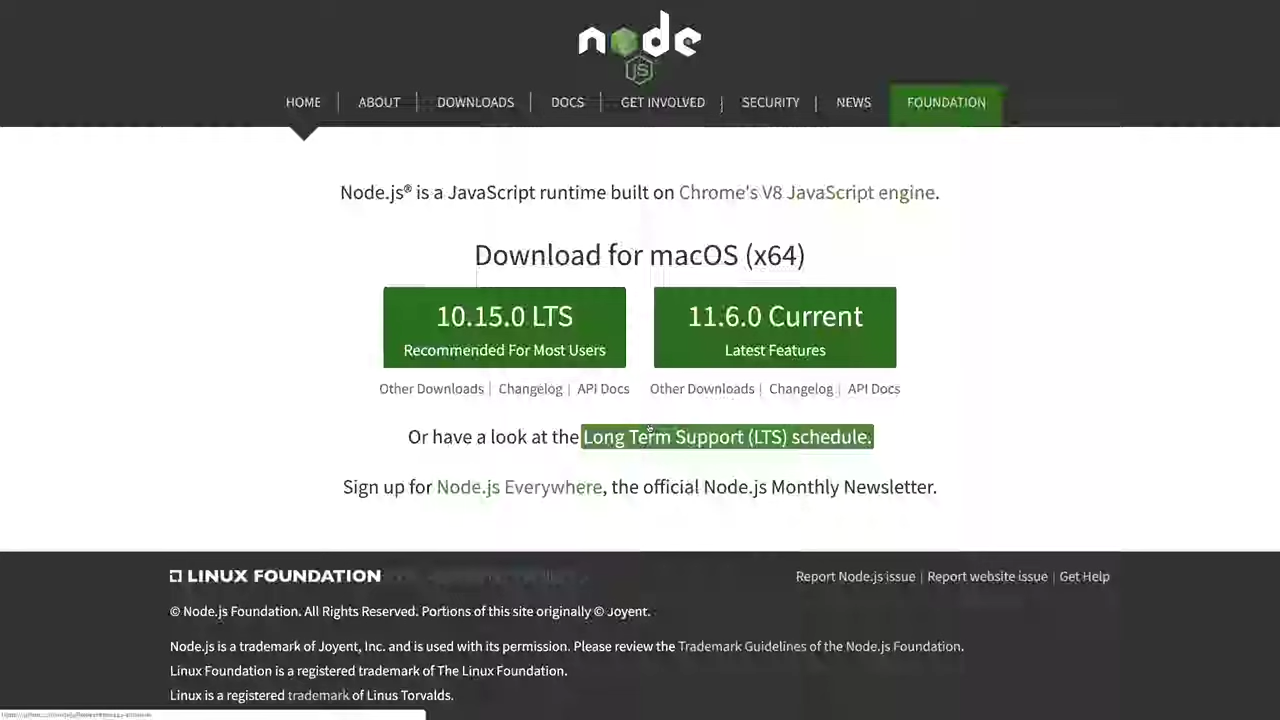 node
JS
HOME | ABOUT | DOWNLOADS | DOCS | GET INVOLVED | SECURITY | NEWS FOUNDATION
Node.js® is a JavaScript runtime built on Chrome's V8 JavaScript engine.
Download for macOS (x64)
10.15.0 LTS
Recommended For Most Users
11.6.0 Current
Latest Features
Other Downloads | Changelog | API Docs
Other Downloads | Changelog | API Docs
Or have a look at the Long Term Support (LTS) schedule.
Sign up for Node.js Everywhere, the official Node.js Monthly Newsletter.
LINUX FOUNDATION
Report Node.js issue | Report website issue | Get Help
© Node.js Foundation. All Rights Reserved. Portions of this site originally © Joyent.
Node.js is a trademark of Joyent, Inc. and is used with its permission. Please review the Trademark Guidelines of the Node.js Foundation.
Linux Foundation is a registered trademark of The Linux Foundation.
Linux is a registered trademark of Linus Torvalds.